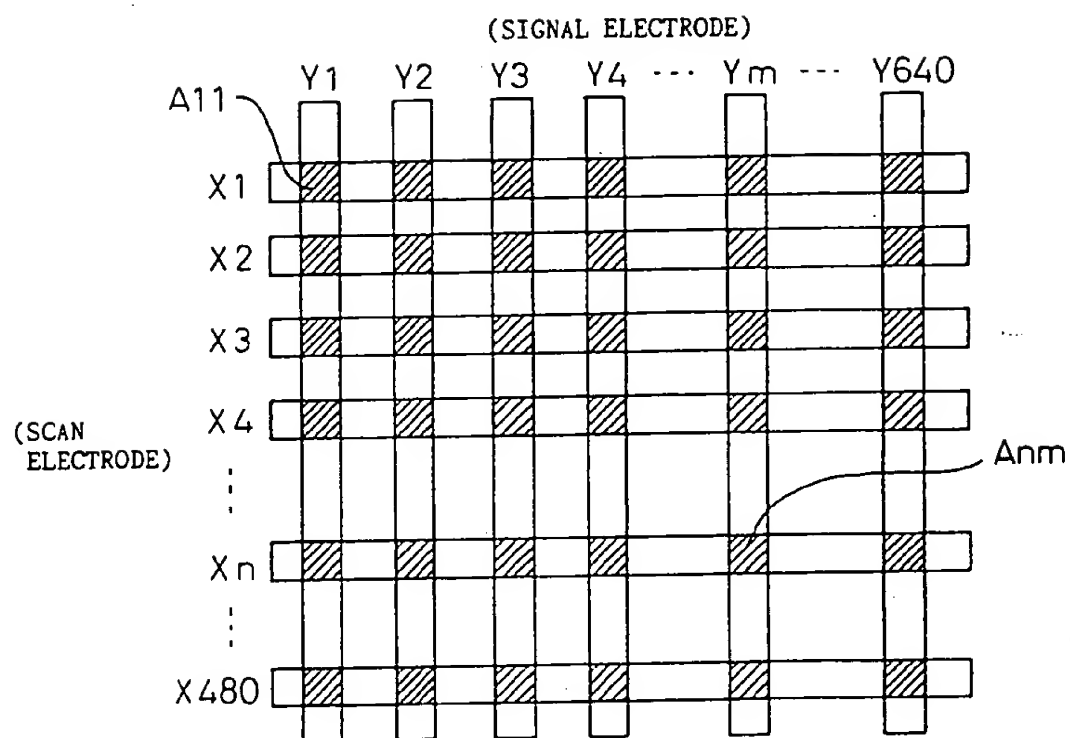 (SIGNAL ELECTRODE)
Y1 Y2 Y3 Y4 --- Ym --- Y640
A11
X1
X2
X3
X4
(SCAN
ELECTRODE)
Anm
Xn
X480